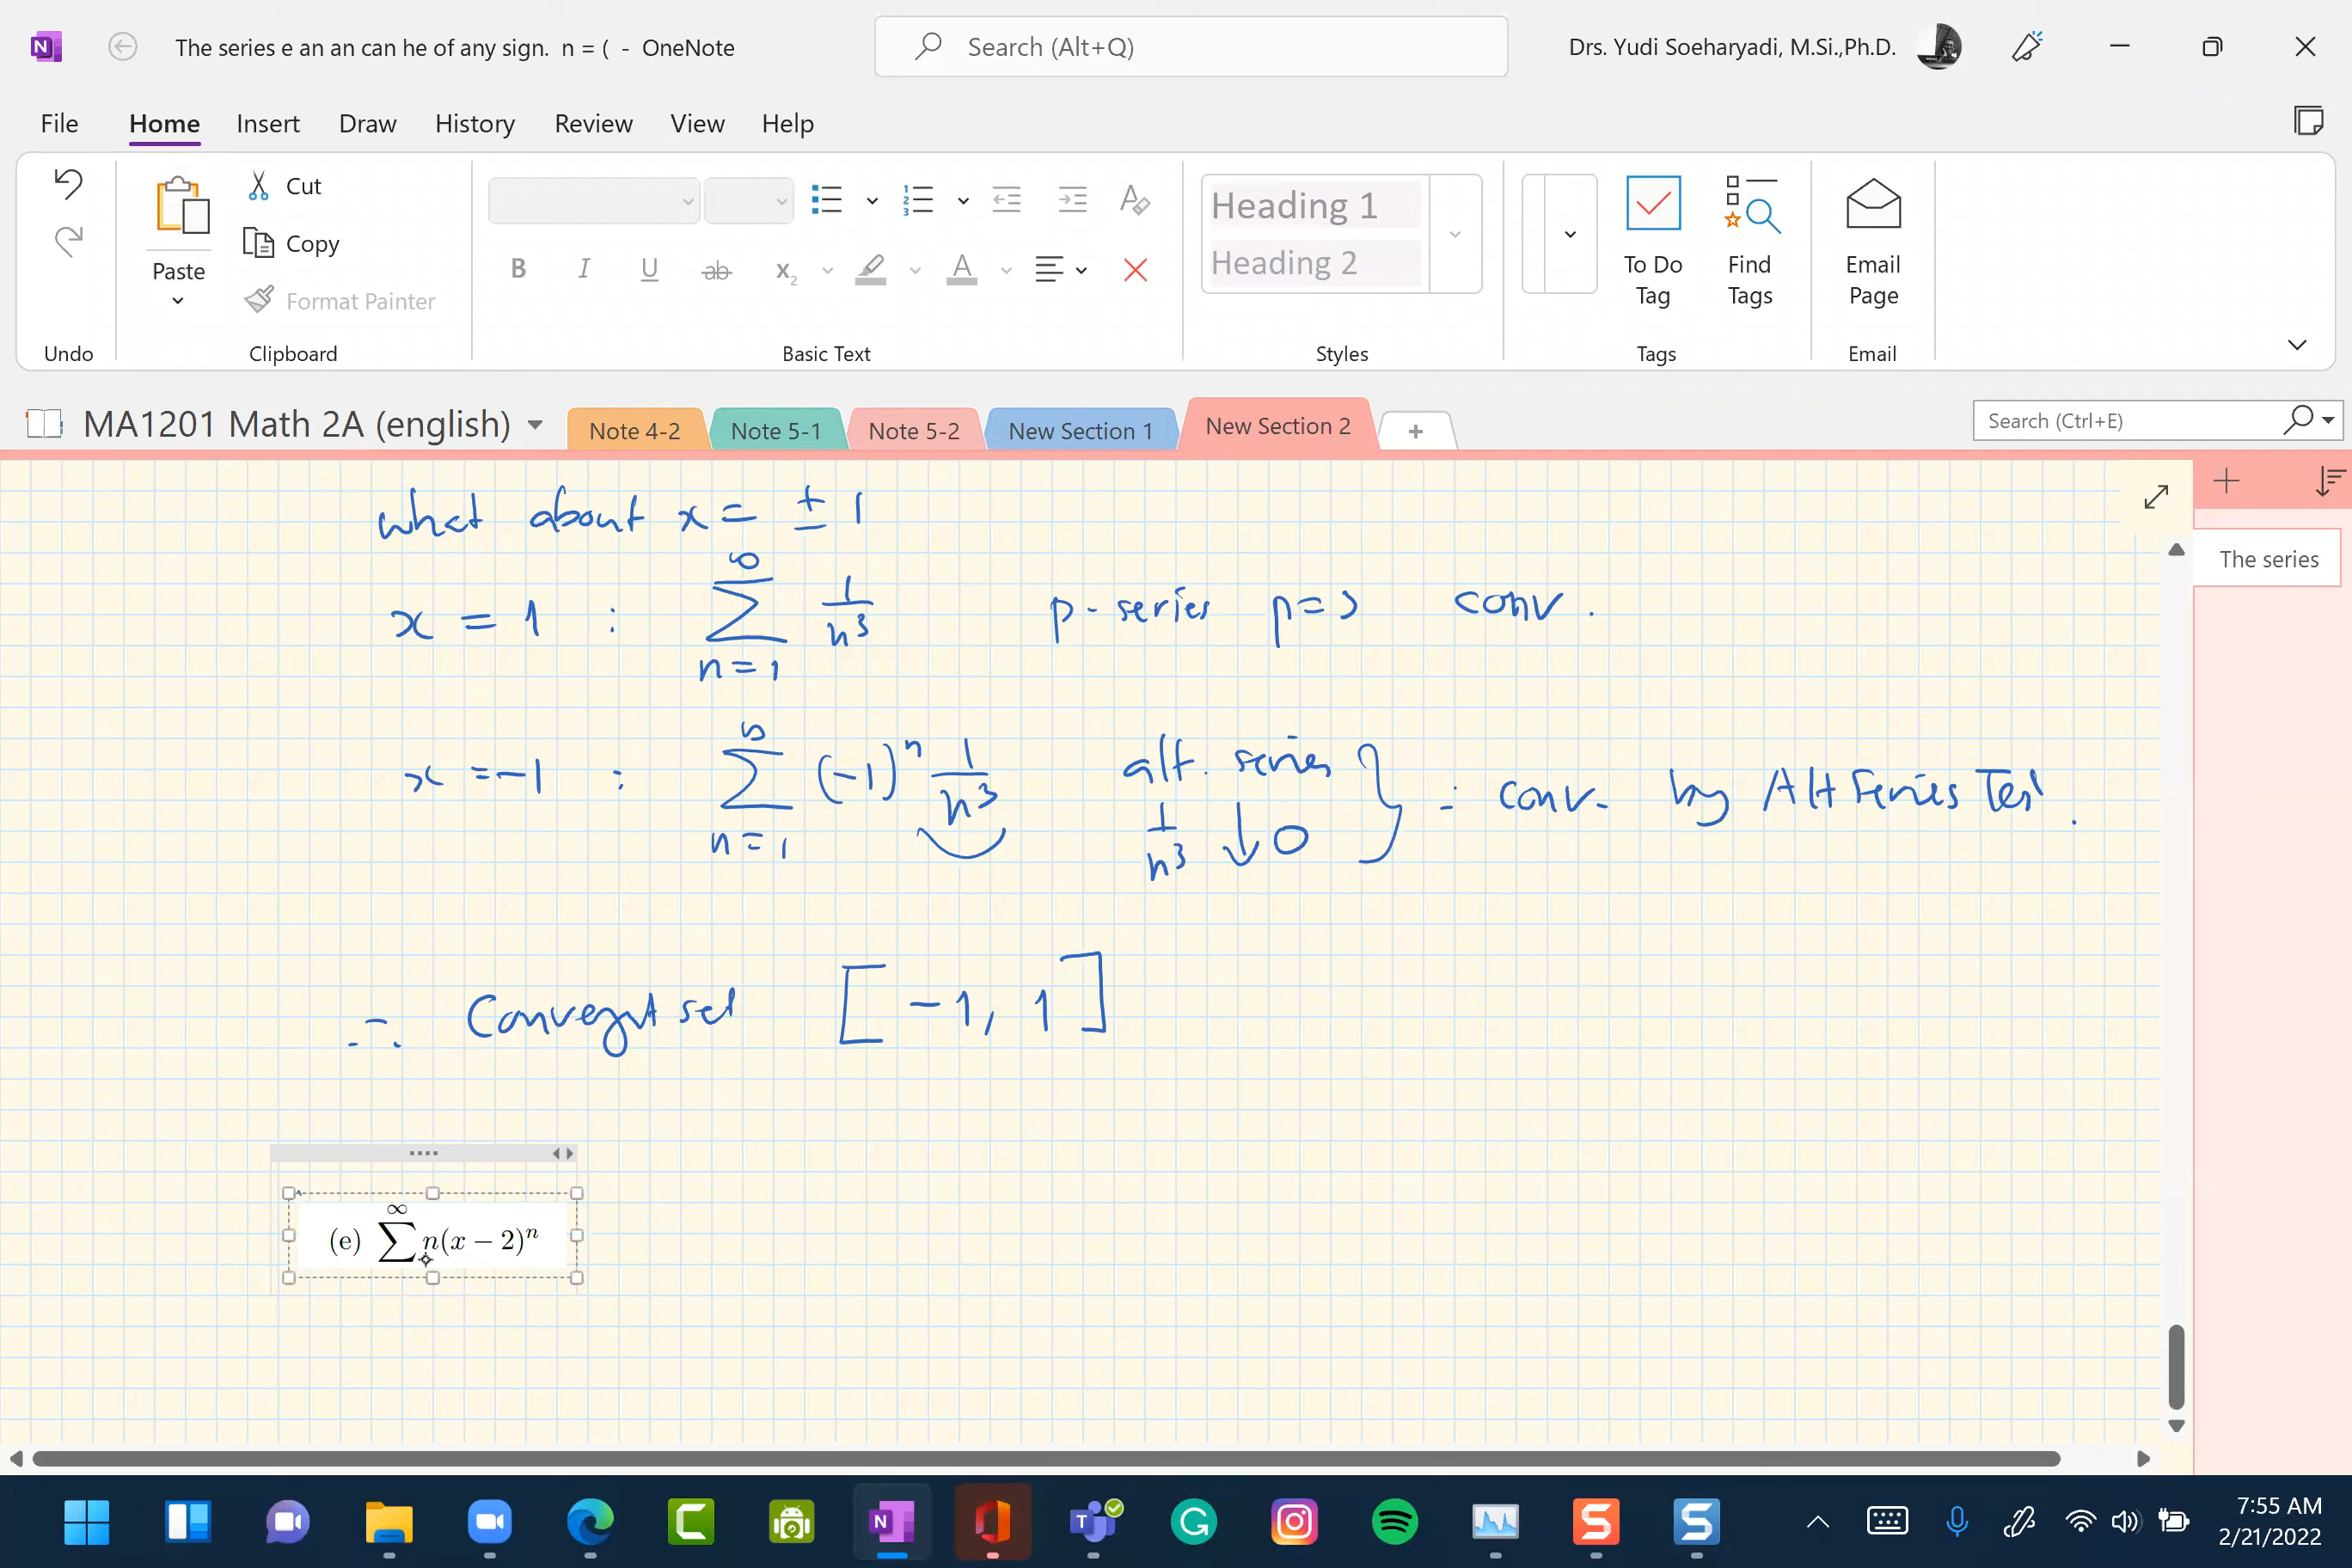 The series e an an can he of any sign. n = ( - OneNote
Search (Alt+Q)
Drs. Yudi Soeharyadi, M.Si.,Ph.D.
File Home Insert Draw History Review View Help
Cut
Copy
Format Painter
Paste
Heading 1
Heading 2
To Do Tag
Find Tags
Email Page
Undo Clipboard Basic Text Styles Tags Email
MA1201 Math 2A (english)
Note 4-2
Note 5-1
Note 5-2
New Section 1
New Section 2
Search (Ctrl+E)
The series
what about x = ± 1
x = 1 : ∞ ∑ n=1 1/n³ p-series p=3 conv.
x = -1 : ∞ ∑ n=1 (-1)ⁿ 1/n³ alt. series 1/n³ ↓ 0 } = conv. by Alt Series Test.
∴ Convegnt set [-1, 1]
(e) ∞ ∑ n(x − 2)ⁿ
7:55 AM
2/21/2022